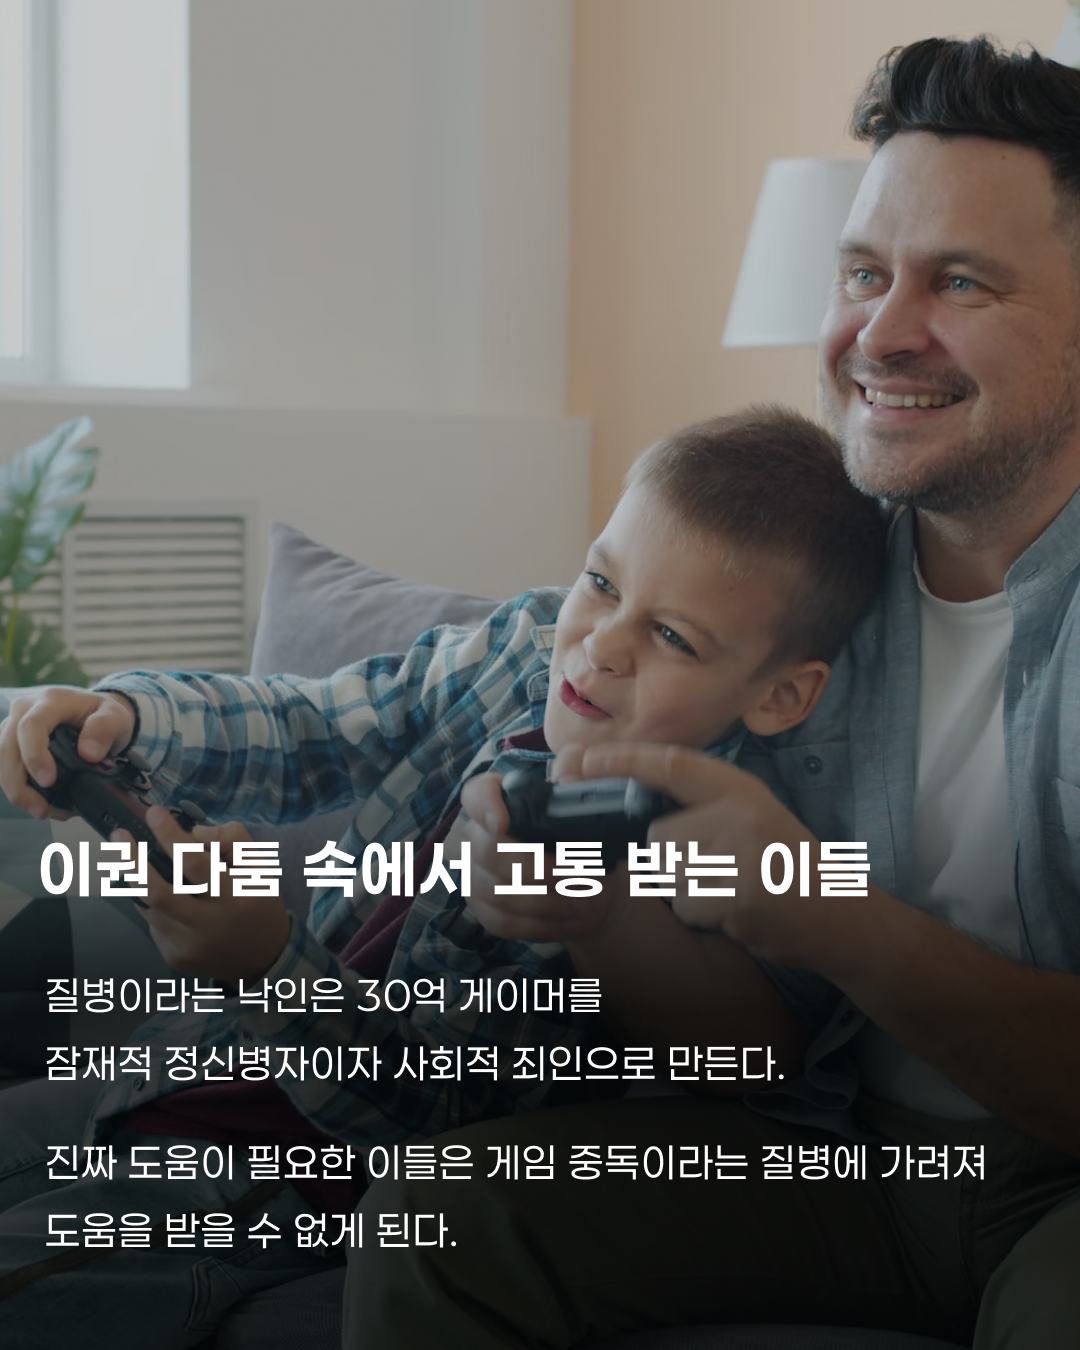 이권 다툼 속에서 고통 받는 이들
질병이라는 낙인은 30억 게이머를
잠재적 정신병자이자 사회적 죄인으로 만든다.
진짜 도움이 필요한 이들은 게임 중독이라는 질병에 가려져
도움을 받을 수 없게 된다.